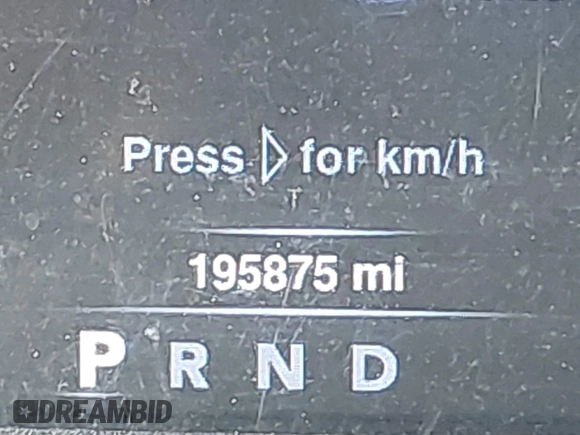 Press ▷ for km/h
195875 mi
P R N D
DREAMBID